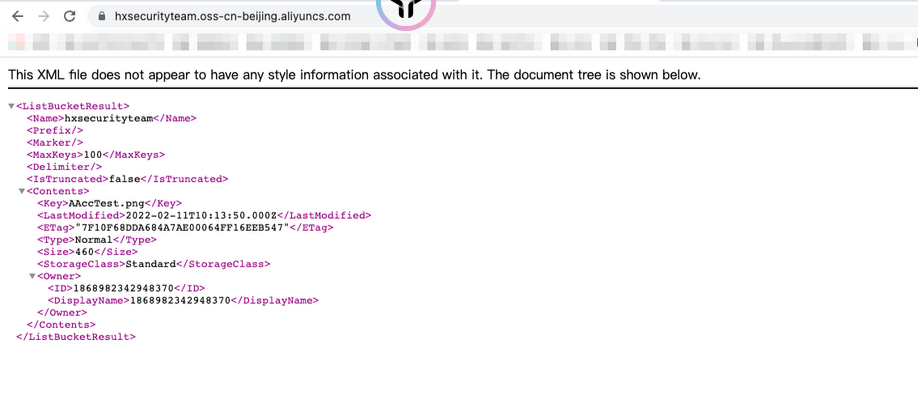 hxsecurityteam.oss-cn-beijing.aliyuncs.com
This XML file does not appear to have any style information associated with it. The document tree is shown below.
▼<ListBucketResult>
<Name>hxsecurityteam</Name>
<Prefix/>
<Marker/>
<MaxKeys>100</MaxKeys>
<Delimiter/>
<IsTruncated>false</IsTruncated>
▼<Contents>
<Key>AAccTest.png</Key>
<LastModified>2022-02-11T10:13:50.000Z</LastModified>
<ETag>"7F10F68DDA684A7AE00064FF16EEB547"</ETag>
<Type>Normal</Type>
<Size>460</Size>
<StorageClass>Standard</StorageClass>
▼<Owner>
<ID>1868982342948370</ID>
<DisplayName>1868982342948370</DisplayName>
</Owner>
</Contents>
</ListBucketResult>